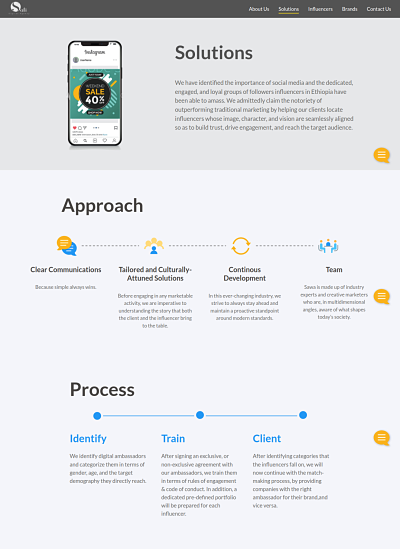 About Us Solutions Influencers Brands Contact Us
Solutions
Instagram
WEEKEND
SALE
40%
SHOP NOW
We have identified the importance of social media and the dedicated,
engaged, and loyal groups of followers influencers in Ethiopia have
been able to amass. We admittedly claim the notoriety of
outperforming traditional marketing by helping our clients locate
influencers whose image, character, and vision are seamlessly aligned
so as to build trust, drive engagement, and reach the target audience.
Approach
Clear Communications
Because simple always wins.
Tailored and Culturally-
Attuned Solutions
Before engaging in any marketable
activity, we are imperative to
understanding the story that both
the client and the influencer bring
to the table.
Continous
Development
In this ever-changing industry, we
strive to always stay ahead and
maintain a proactive standpoint
around modern standards.
Team
Sawa is made up of industry
experts and creative marketers
who are, in multidimensional
angles, aware of what shapes
today's society.
Process
Identify
We identify digital ambassadors
and categorize them in terms of
gender, age, and the target
demography they directly reach.
Train
After signing an exclusive, or
non-exclusive agreement with
our ambassadors, we train them
in terms of rules of engagement
& code of conduct. In addition, a
dedicated pre-defined portfolio
will be prepared for each
influencer.
Client
After identifying categories that
the influencers fall on, we will
now continue with the match-
making process, by providing
companies with the right
ambassador for their brand,and
vice versa.